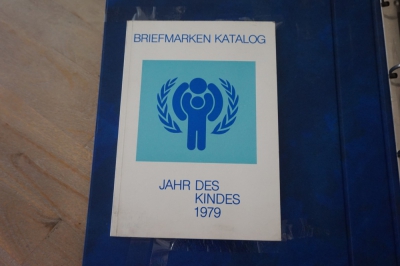 BRIEFMARKEN KATALOG
JAHR DES
KINDES
1979